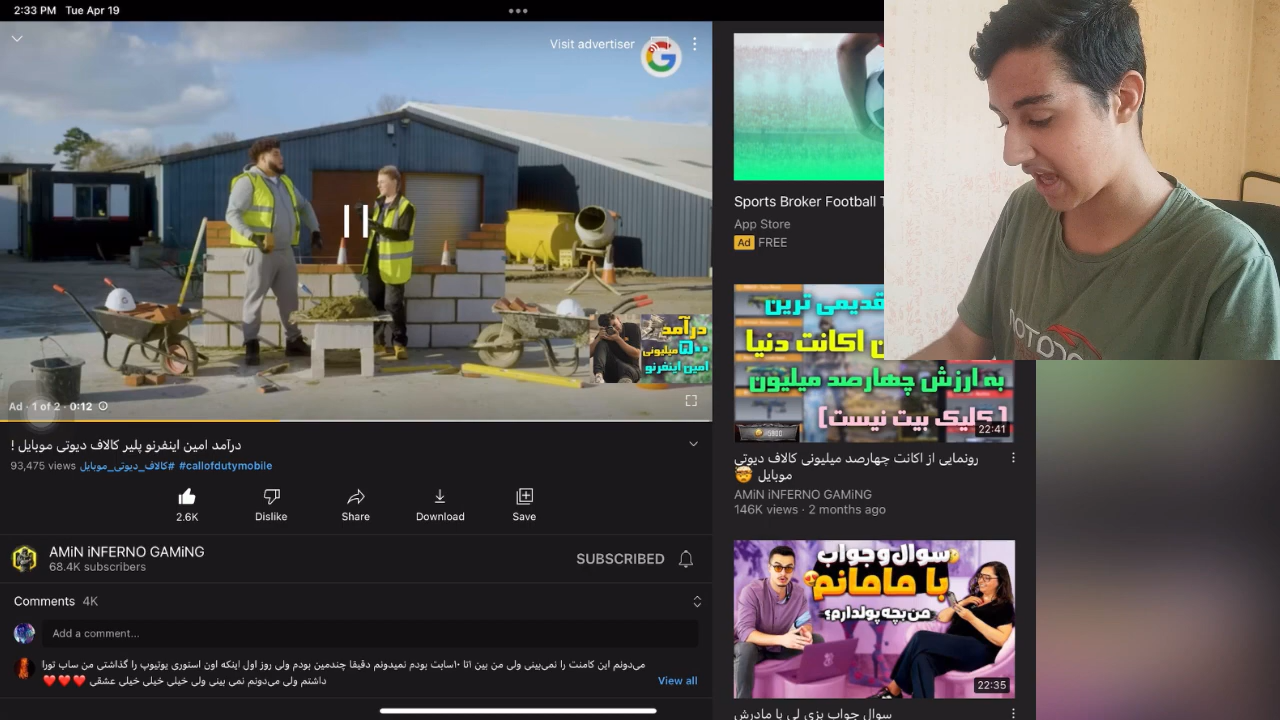 2:33 PM Tue Apr 19
Visit advertiser
درآمد
۵۰۰ میلیونی
امین اینفرنو
Ad · 1 of 2 · 0:12
درآمد امین اینفرنو پلیر کالاف دیوتی موبایل !
93,475 views #کالاف_دیوتی_موبایل #callofdutymobile
2.6K
Dislike
Share
Download
Save
AMiN iNFERNO GAMiNG
68.4K subscribers
SUBSCRIBED
Comments 4K
Add a comment...
می‌دونم این کامنت را نمی‌بینی ولی من بین ۱تا ۱۰سابت بودم نمیدونم دقیقا چندمین بودم ولی روز اول اینکه اون استوری یوتیوپ را گذاشتی من ساب تورا
داشتم ولی می‌دونم نمی بینی ولی خیلی خیلی خیلی عشقی ❤️❤️❤️
View all
Sports Broker Football
App Store
Ad FREE
قدیمی ترین
اکانت دنیا
به ارزش چهارصد میلیون
[کلیک بیت نیست]
22:41
رونمایی از اکانت چهارصد میلیونی کالاف دیوتی
موبایل 🤯
AMiN iNFERNO GAMiNG
146K views · 2 months ago
سوال و جواب
با مامانم
من بچه پولدارم؟
22:35
سوال جواب بزی لی با مادرش